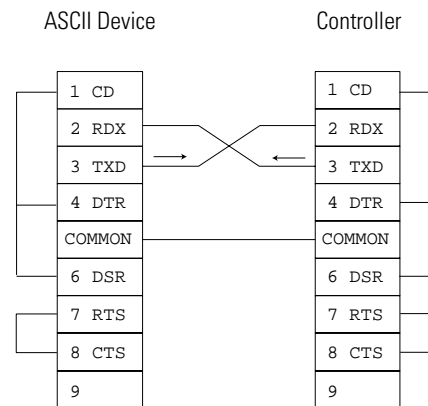 ASCII Device
Controller
1 CD
2 RDX
3 TXD
4 DTR
COMMON
6 DSR
7 RTS
8 CTS
9
1 CD
2 RDX
3 TXD
4 DTR
COMMON
6 DSR
7 RTS
8 CTS
9